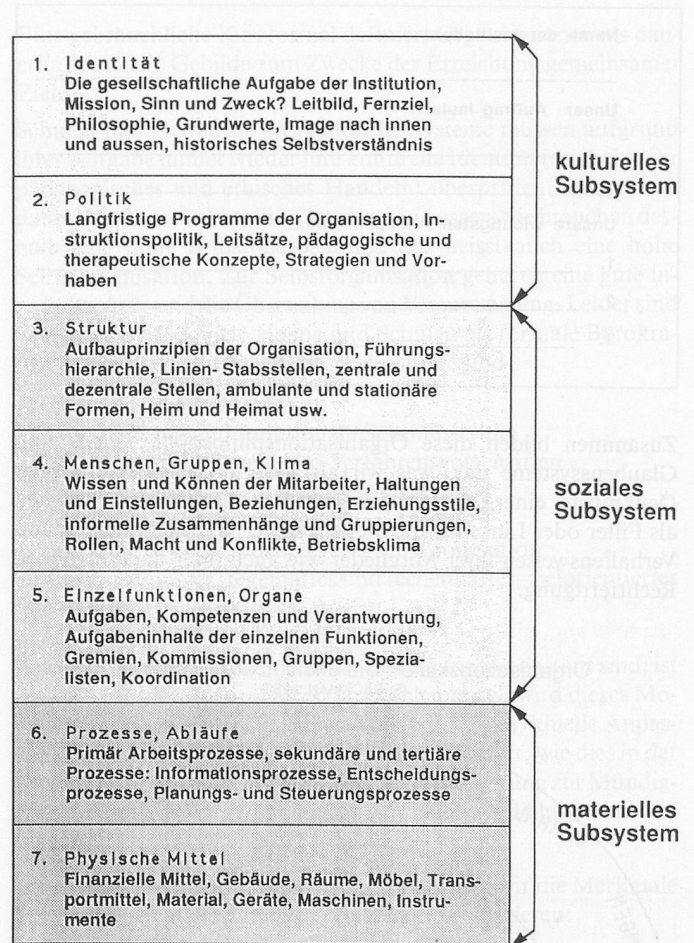 1. Identität
Die gesellschaftliche Aufgabe der Institution,
Mission, Sinn und Zweck? Leitbild, Fernziel,
Philosophie, Grundwerte, Image nach innen
und aussen, historisches Selbstverständnis
kulturelles
Subsystem
2. Politik
Langfristige Programme der Organisation, In-
struktionspolitik, Leitsätze, pädagogische und
therapeutische Konzepte, Strategien und Vor-
haben
3. Struktur
Aufbauprinzipien der Organisation, Führungs-
hierarchie, Linien- Stabsstellen, zentrale und
dezentrale Stellen, ambulante und stationäre
Formen, Heim und Heimat usw.
4. Menschen, Gruppen, Klima
Wissen und Können der Mitarbeiter, Haltungen
und Einstellungen, Beziehungen, Erziehungsstile,
informelle Zusammenhänge und Gruppierungen
Rollen, Macht und Konflikte, Betriebsklima
soziales
Subsystem
5. Einzelfunktionen, Organe
Aufgaben, Kompetenzen und Verantwortung,
Aufgabeninhalte der einzelnen Funktionen,
Gremien, Kommissionen, Gruppen, Spezia-
listen, Koordination
6. Prozesse, Abläufe
Primär Arbeitsprozesse, sekundäre und tertiäre
Prozesse: Informationsprozesse, Entscheidungs-
prozesse, Planungs- und Steuerungsprozesse
materielles
Subsystem
7. Physische Mittel
Finanzielle Mittel, Gebäude, Räume, Möbel, Trans-
portmittel, Material, Geräte, Maschinen, Instru-
mente